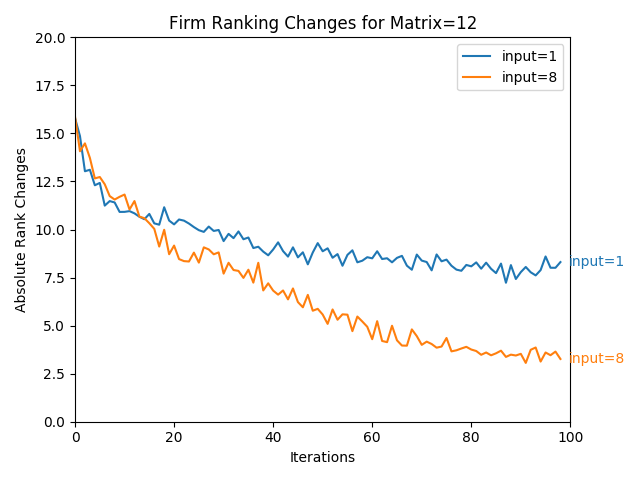 Firm Ranking Changes for Matrix=12
20.0
17.5
15.0
12.5
10.0
7.5
5.0
2.5
0.0
Absolute Rank Changes
input=1
input=8
input=1
input=8
0 20 40 60 80 100
Iterations